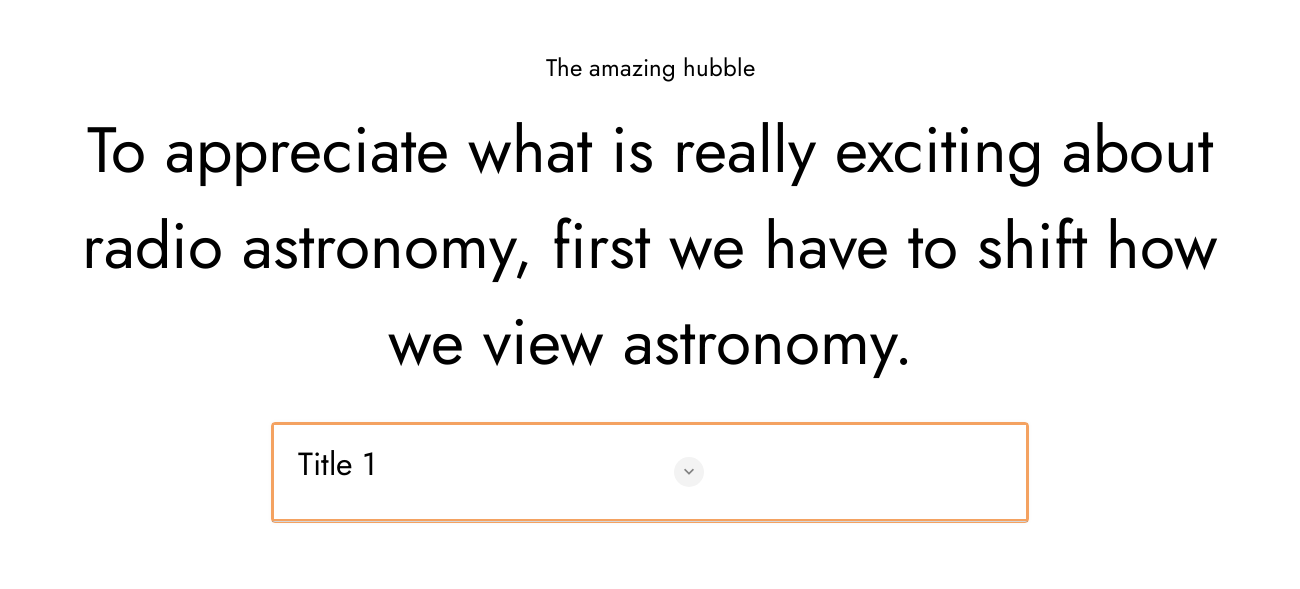 The amazing hubble
To appreciate what is really exciting about
radio astronomy, first we have to shift how
we view astronomy.
Title 1